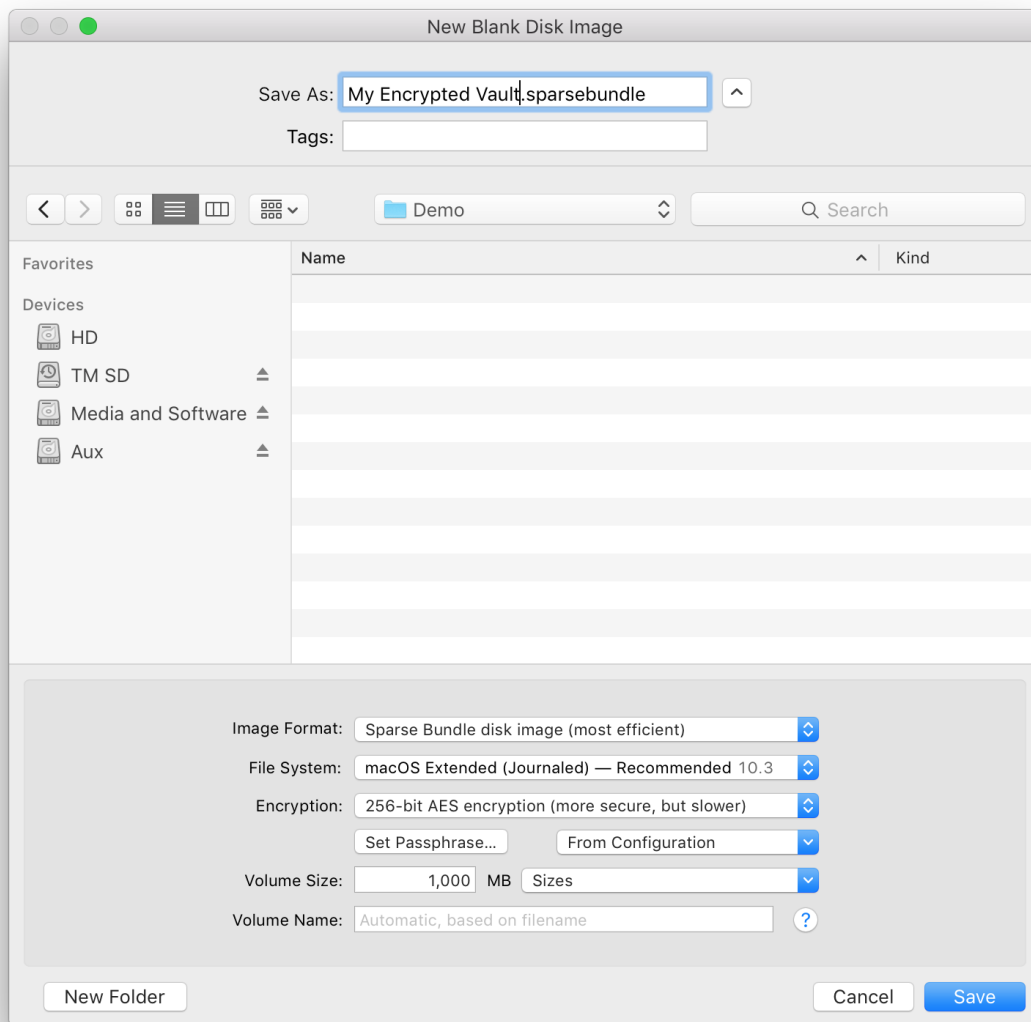 New Blank Disk Image
Save As: My Encrypted Vault.sparsebundle
Tags:
Demo
Search
Favorites
Devices
HD
TM SD
Media and Software
Aux
Name Kind
Image Format: Sparse Bundle disk image (most efficient)
File System: macOS Extended (Journaled) — Recommended 10.3
Encryption: 256-bit AES encryption (more secure, but slower)
Set Passphrase... From Configuration
Volume Size: 1,000 MB Sizes
Volume Name: Automatic, based on filename ?
New Folder Cancel Save